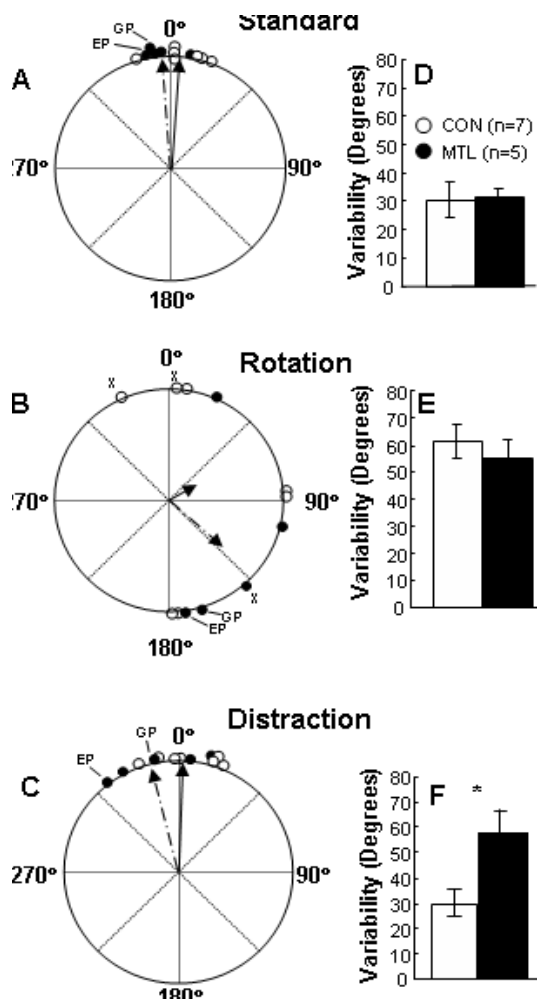 Standard
0°
GP
EP
A
270°
90°
180°
D
Variability (Degrees)
80
70
60
50
40
30
20
10
0
CON (n=7)
MTL (n=5)
Rotation
0°
X
X
B
270°
90°
X
GP
EP
180°
E
Variability (Degrees)
80
70
60
50
40
30
20
10
0
Distraction
0°
GP
EP
C
270°
90°
180°
F
*
Variability (Degrees)
80
70
60
50
40
30
20
10
0